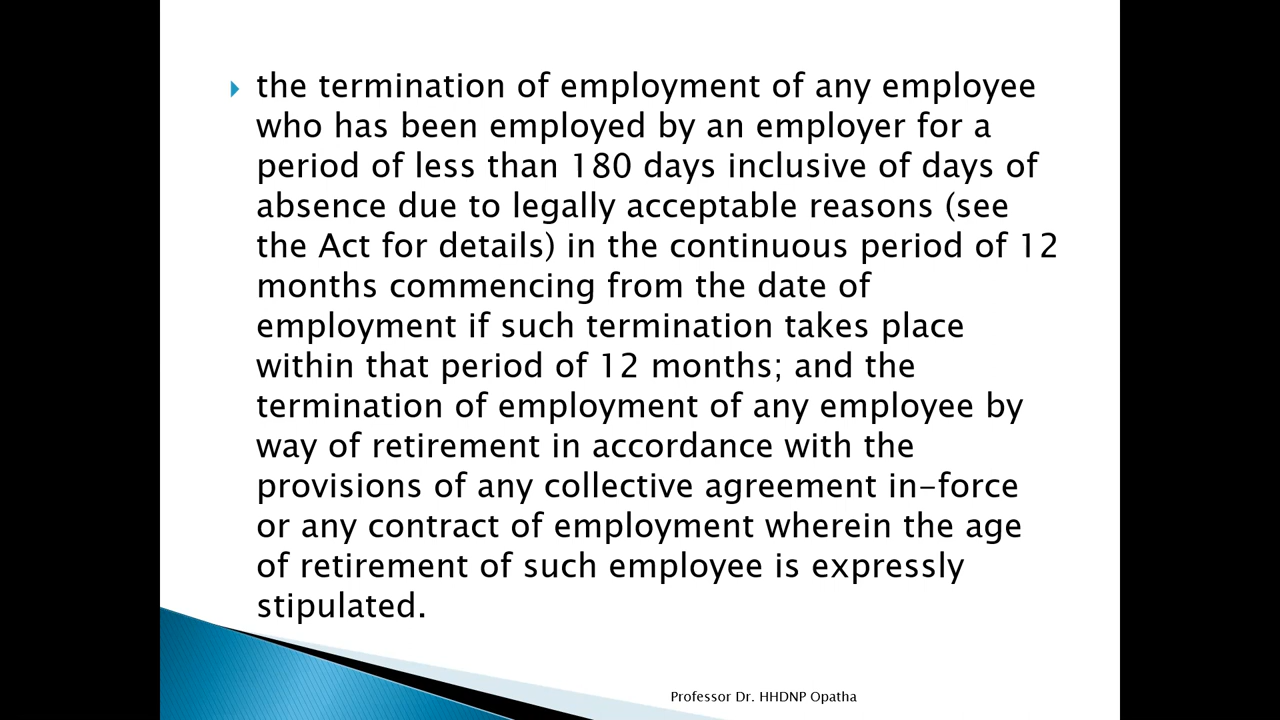 the termination of employment of any employee
who has been employed by an employer for a
period of less than 180 days inclusive of days of
absence due to legally acceptable reasons (see
the Act for details) in the continuous period of 12
months commencing from the date of
employment if such termination takes place
within that period of 12 months; and the
termination of employment of any employee by
way of retirement in accordance with the
provisions of any collective agreement in-force
or any contract of employment wherein the age
of retirement of such employee is expressly
stipulated.
Professor Dr. HHDNP Opatha